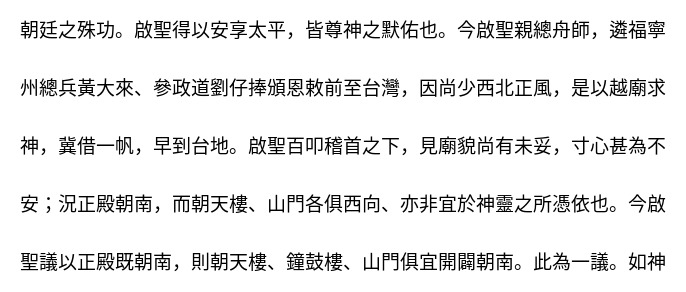 朝廷之殊功。啟聖得以安享太平，皆尊神之默佑也。今啟聖親總舟師，遴福寧
州總兵黃大來、參政道劉仔捧頒恩敕前至台灣，因尚少西北正風，是以越廟求
神，冀借一帆，早到台地。啟聖百叩稽首之下，見廟貌尚有未妥，寸心甚為不
安；況正殿朝南，而朝天樓、山門各俱西向、亦非宜於神靈之所憑依也。今啟
聖議以正殿既朝南，則朝天樓、鐘鼓樓、山門俱宜開闢朝南。此為一議。如神